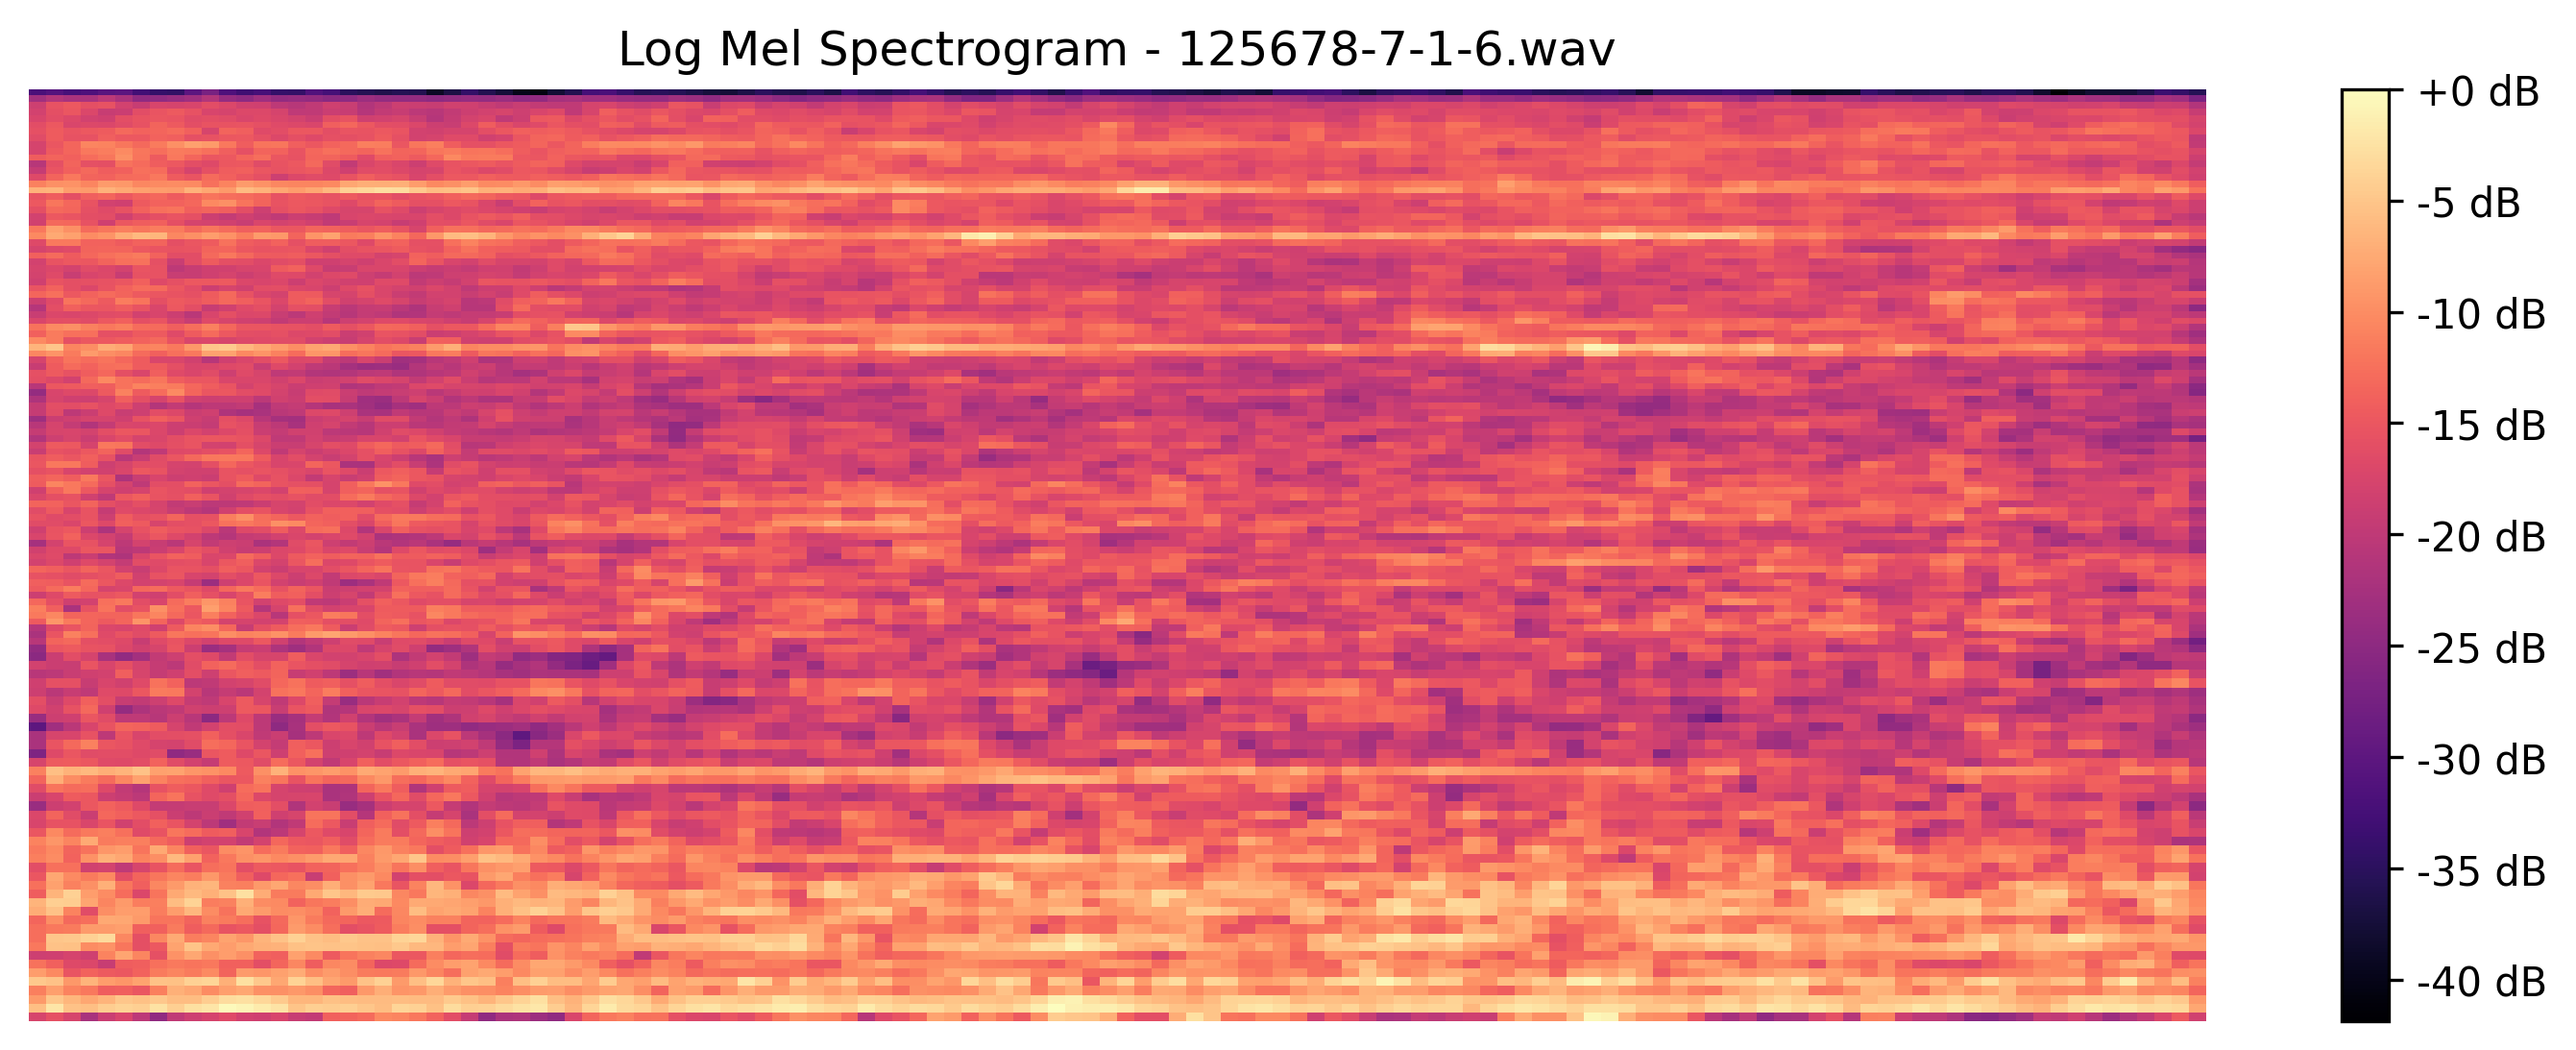 Log Mel Spectrogram - 125678-7-1-6.wav
+0 dB
-5 dB
-10 dB
-15 dB
-20 dB
-25 dB
-30 dB
-35 dB
-40 dB